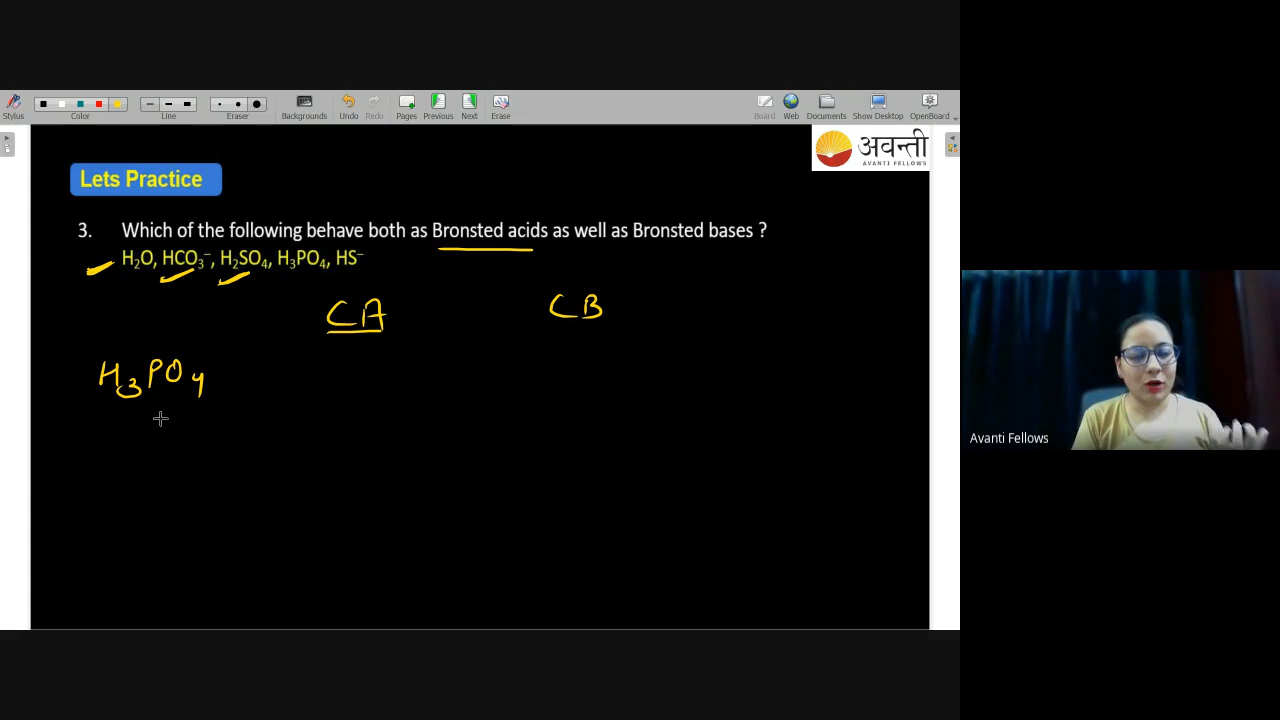 Stylus Color Line Eraser Backgrounds Undo Redo Pages Previous Next Erase Board Web Documents Show Desktop OpenBoard
अवन्ती
AVANTI FELLOWS
Lets Practice
3. Which of the following behave both as Bronsted acids as well as Bronsted bases ?
H₂O, HCO₃⁻, H₂SO₄, H₃PO₄, HS⁻
CA CB
H₃PO₄
Avanti Fellows